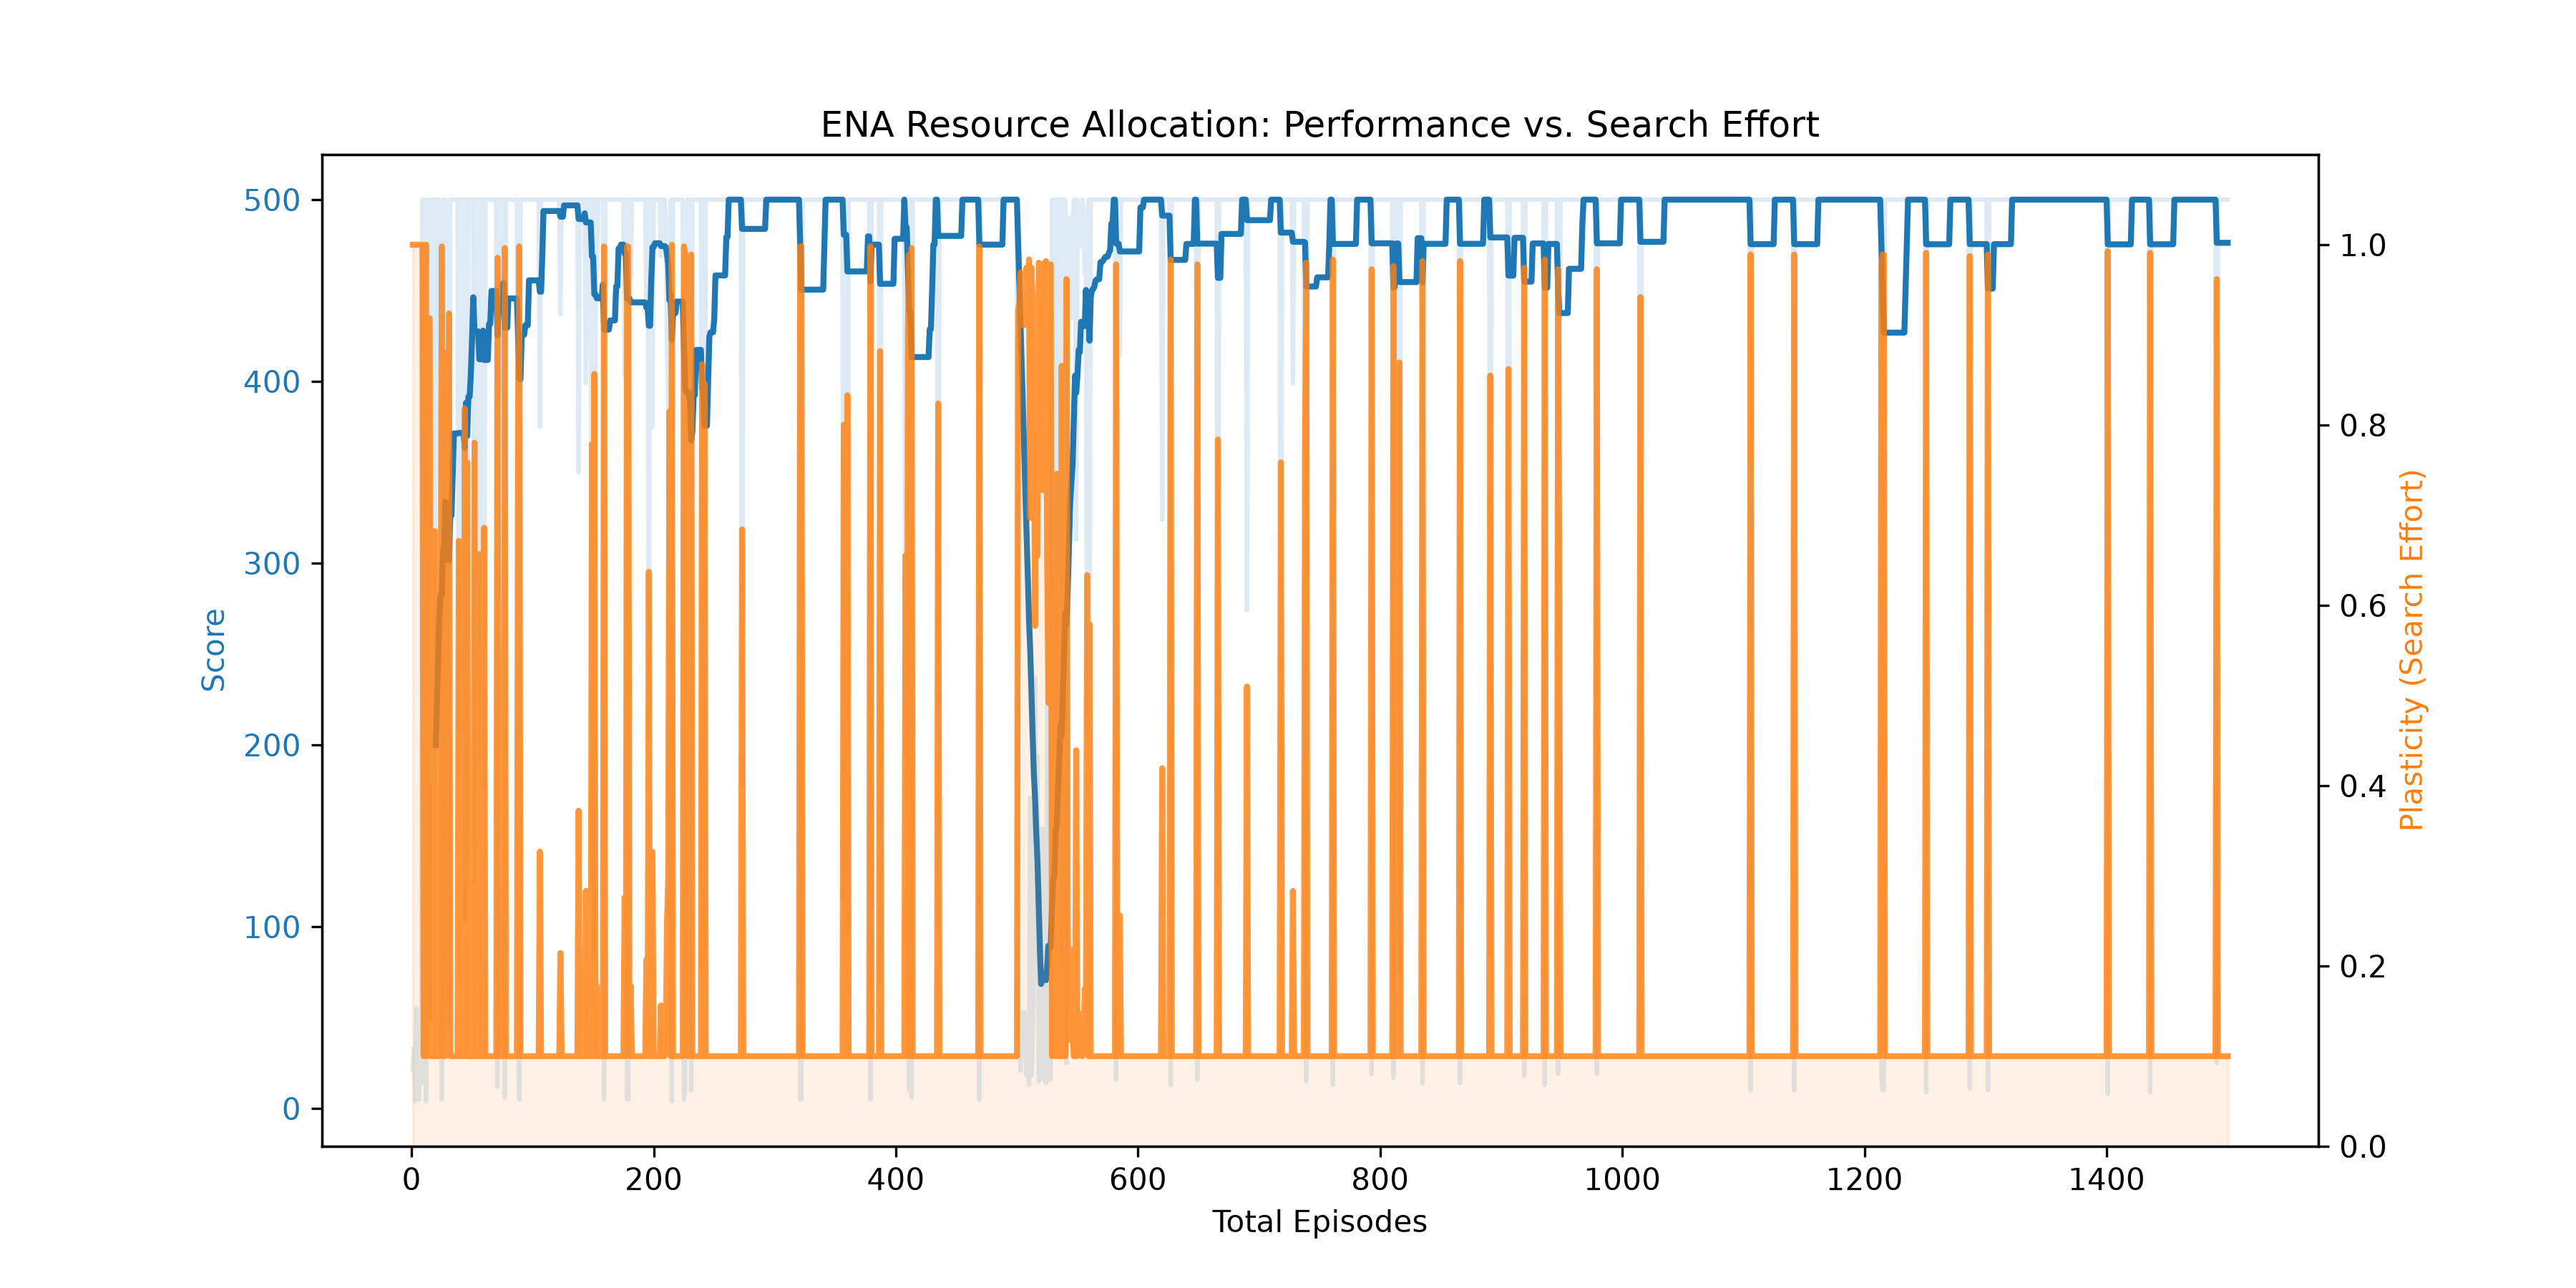 ENA Resource Allocation: Performance vs. Search Effort
500
400
300
200
100
0
Score
1.0
0.8
0.6
0.4
0.2
0.0
Plasticity (Search Effort)
0 200 400 600 800 1000 1200 1400
Total Episodes